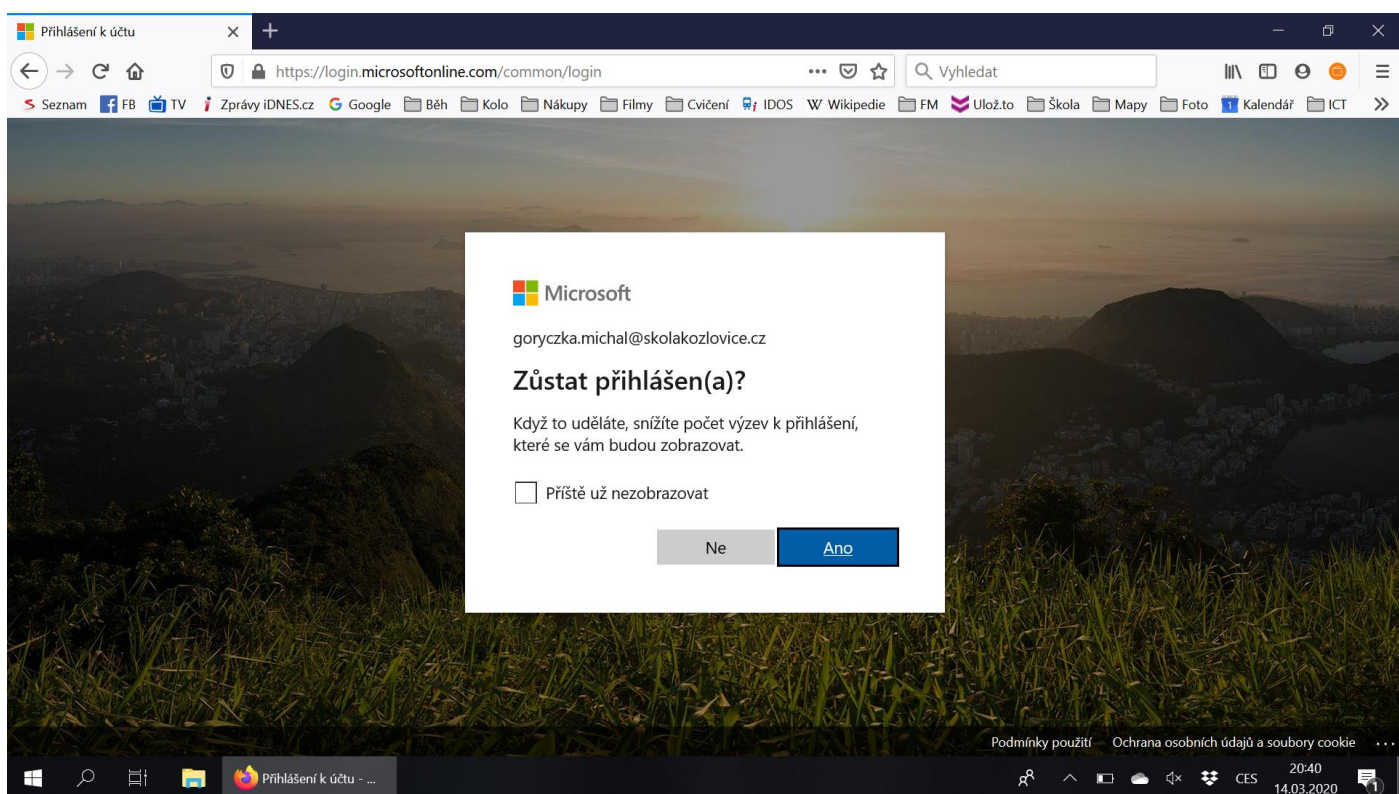 Přihlášení k účtu
https://login.microsoftonline.com/common/login
Vyhledat
Seznam FB TV Zprávy iDNES.cz Google Běh Kolo Nákupy Filmy Cvičení IDOS Wikipedie FM Ulož.to Škola Mapy Foto Kalendář ICT
Microsoft
goryczka.michal@skolakozlovice.cz
Zůstat přihlášen(a)?
Když to uděláte, snížíte počet výzev k přihlášení,
které se vám budou zobrazovat.
Příště už nezobrazovat
Ne Ano
Podmínky použití Ochrana osobních údajů a soubory cookie ...
Přihlášení k účtu - ... CES 20:40
14.03.2020 1